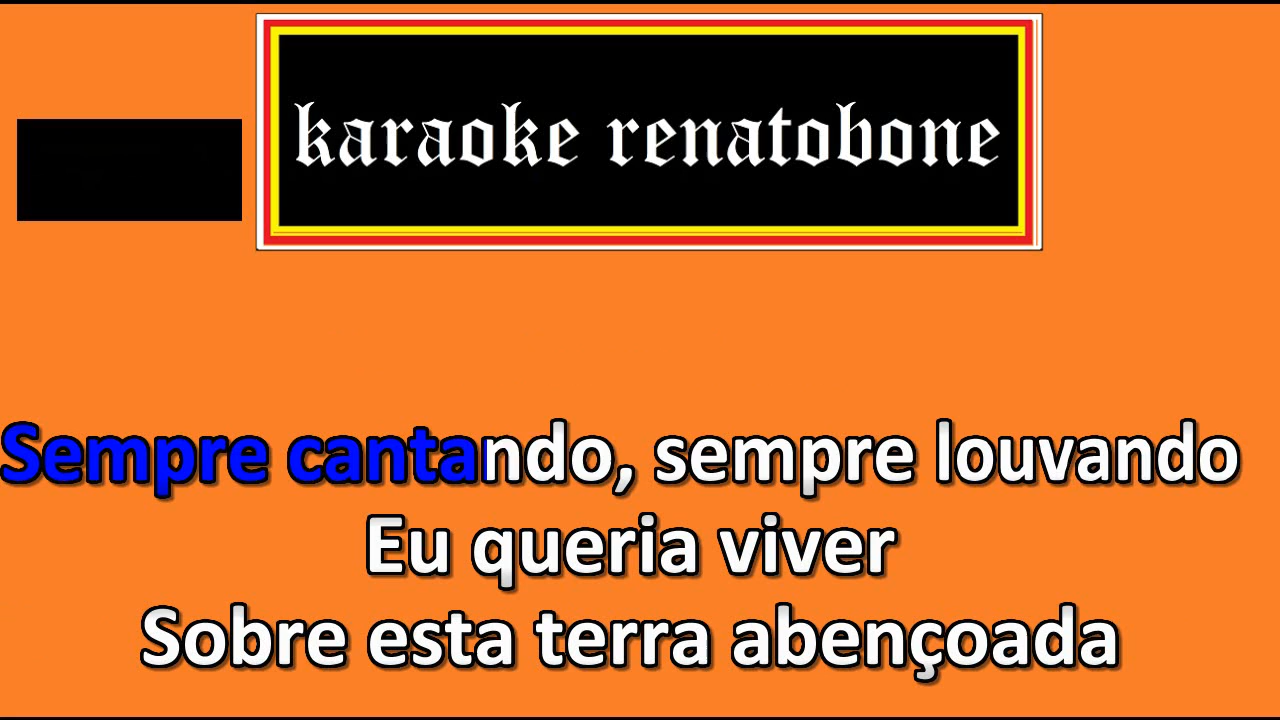 karaoke renatobone
Sempre cantando, sempre louvando
Eu queria viver
Sobre esta terra abençoada